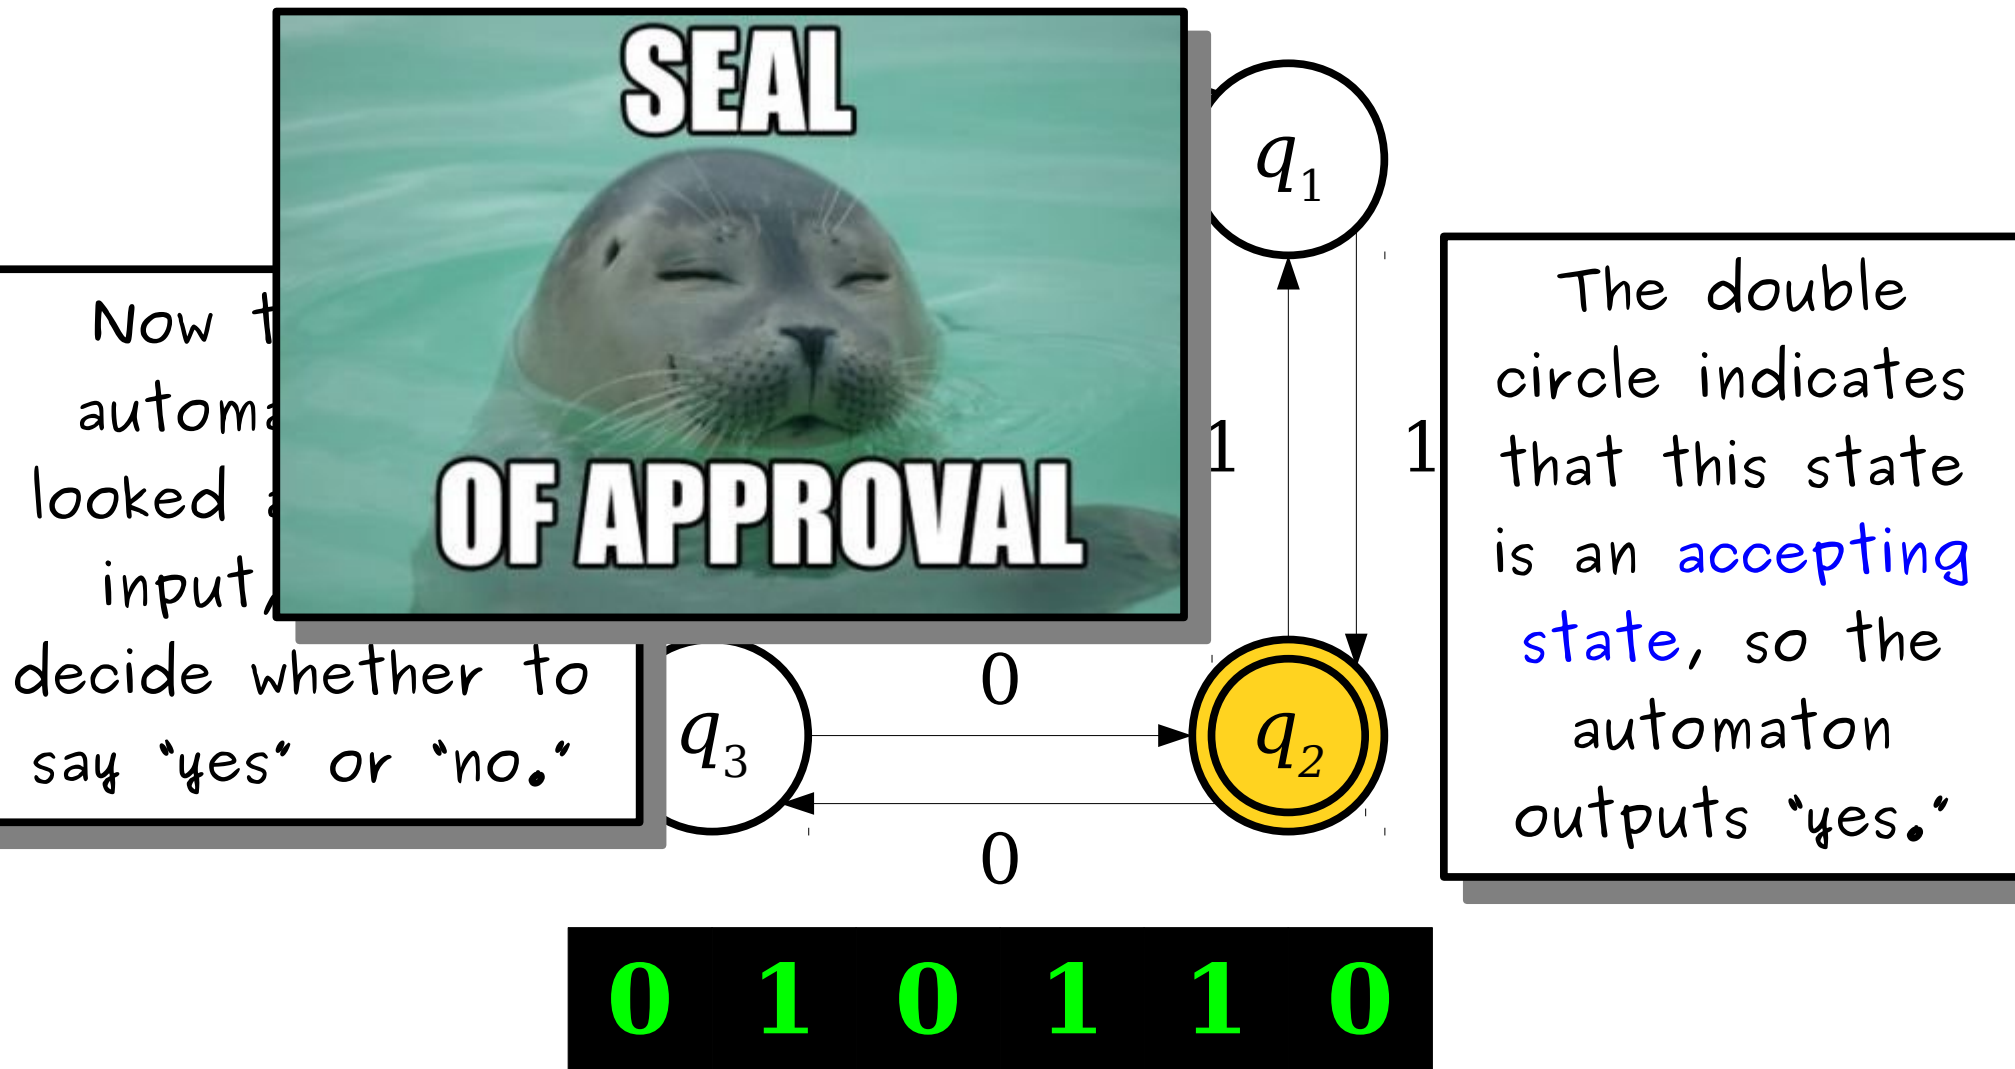 SEAL
OF APPROVAL
Now
looked
input,
decide whether to
say "yes" or "no."
q1
1
1
The double
circle indicates
that this state
is an accepting
state, so the
automaton
outputs "yes."
q3
0
q2
0
0 1 0 1 1 0